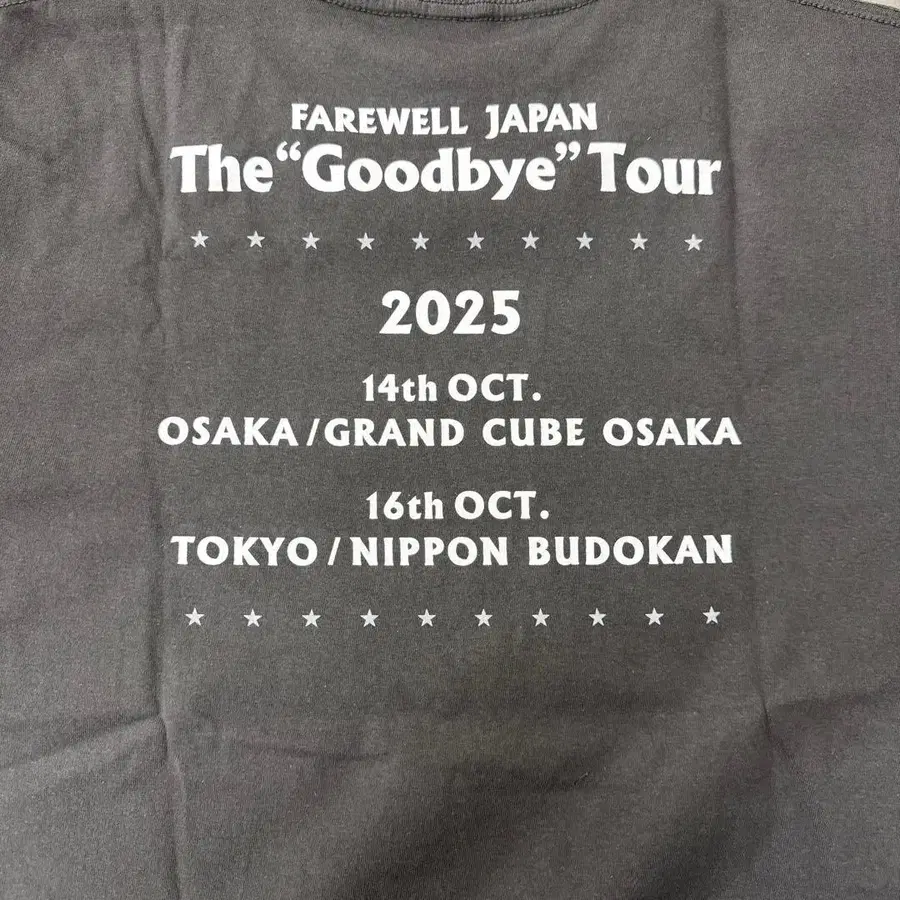 FAREWELL JAPAN
The “Goodbye” Tour
2025
14th OCT.
OSAKA / GRAND CUBE OSAKA
16th OCT.
TOKYO / NIPPON BUDOKAN